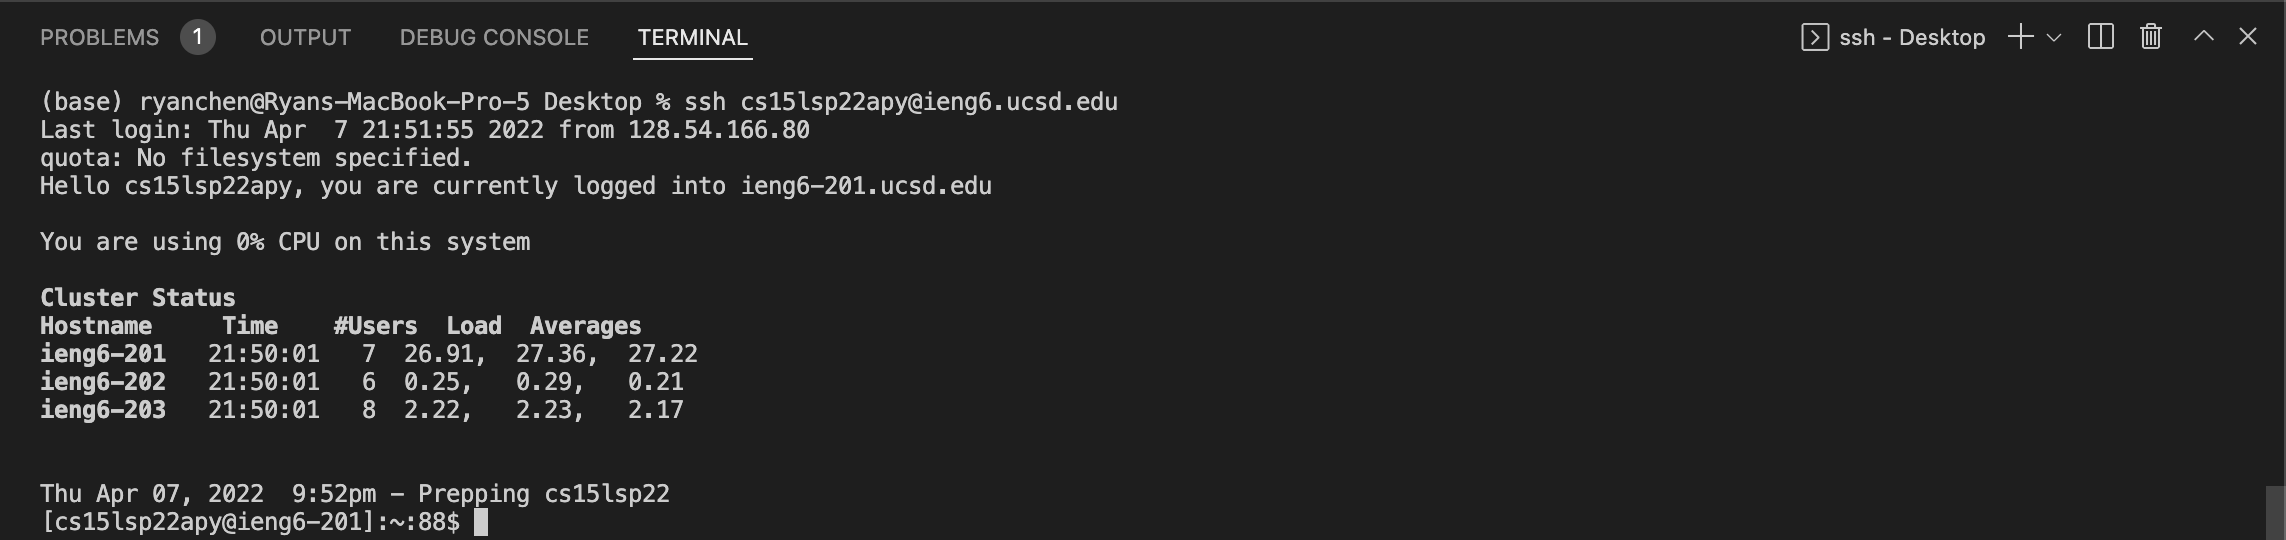 PROBLEMS 1 OUTPUT DEBUG CONSOLE TERMINAL ssh - Desktop
(base) ryanchen@Ryans-MacBook-Pro-5 Desktop % ssh cs15lsp22apy@ieng6.ucsd.edu
Last login: Thu Apr  7 21:51:55 2022 from 128.54.166.80
quota: No filesystem specified.
Hello cs15lsp22apy, you are currently logged into ieng6-201.ucsd.edu
You are using 0% CPU on this system
Cluster Status
Hostname     Time    #Users  Load  Averages
ieng6-201   21:50:01   7  26.91,  27.36,  27.22
ieng6-202   21:50:01   6  0.25,   0.29,   0.21
ieng6-203   21:50:01   8  2.22,   2.23,   2.17
Thu Apr 07, 2022  9:52pm - Prepping cs15lsp22
[cs15lsp22apy@ieng6-201]:~:88$